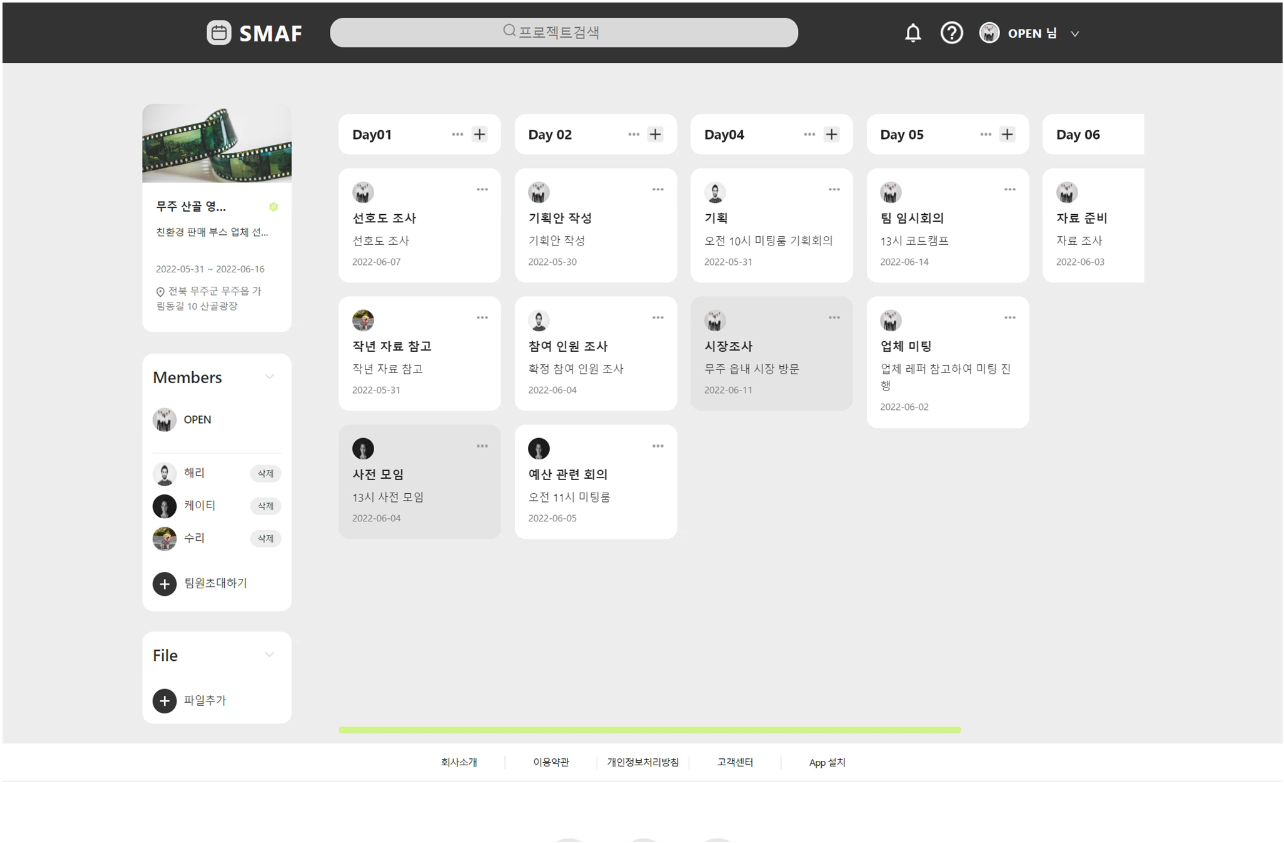 SMAF
프로젝트검색
OPEN 님
무주 산골 영...
친환경 판매 부스 업체 선...
2022-05-31 ~ 2022-06-16
전북 무주군 무주읍 가
림동길 10 산골광장
Members
OPEN
해리 삭제
케이티 삭제
수리 삭제
팀원초대하기
File
파일추가
Day01
선호도 조사
선호도 조사
2022-06-07
작년 자료 참고
작년 자료 참고
2022-05-31
사전 모임
13시 사전 모임
2022-06-04
Day 02
기획안 작성
기획안 작성
2022-05-30
참여 인원 조사
확정 참여 인원 조사
2022-06-04
예산 관련 회의
오전 11시 미팅룸
2022-06-05
Day04
기획
오전 10시 미팅룸 기획회의
2022-05-31
시장조사
무주 읍내 시장 방문
2022-06-11
Day 05
팀 임시회의
13시 코드캠프
2022-06-14
업체 미팅
업체 레퍼 참고하여 미팅 진
행
2022-06-02
Day 06
자료 준비
자료 조사
2022-06-03
회사소개 이용약관 개인정보처리방침 고객센터 App 설치